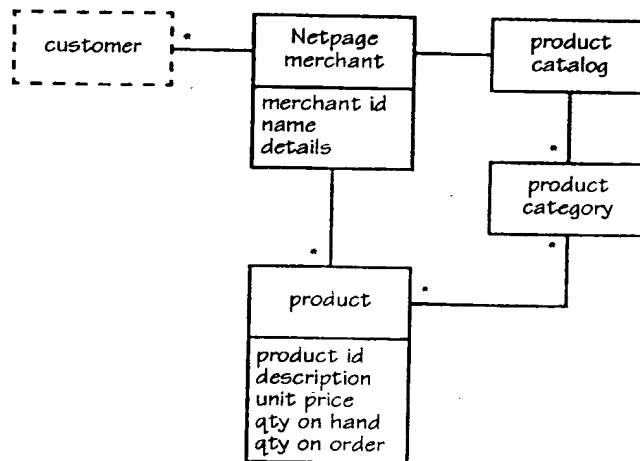 customer
*
Netpage
merchant
merchant id
name
details
product
catalog
*
product
category
*
*
*
product
product id
description
unit price
qty on hand
qty on order